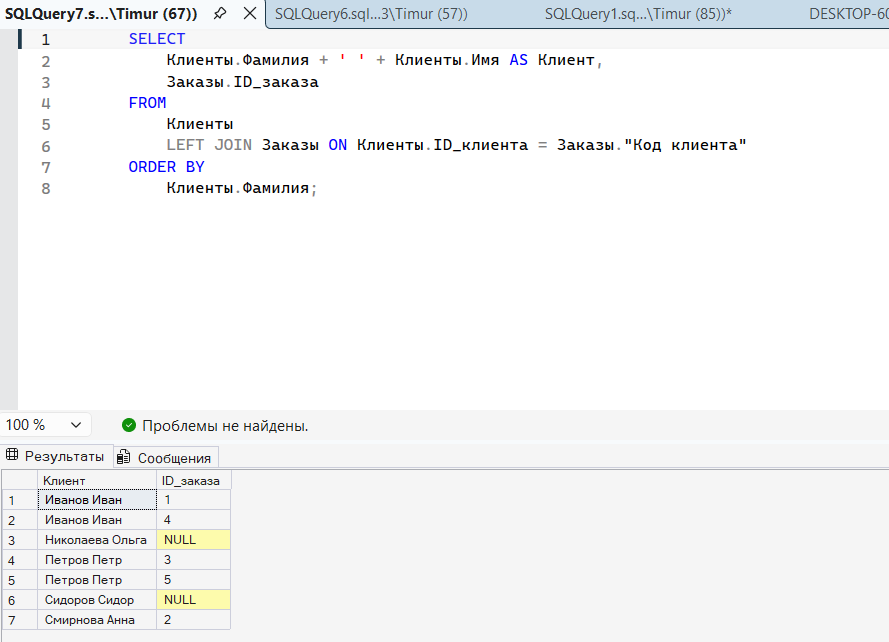 SQLQuery7.s...\Timur (67)) SQLQuery6.sql...3\Timur (57)) SQLQuery1.sq...\Timur (85))* DESKTOP-60
1 SELECT
2 Клиенты.Фамилия + ' ' + Клиенты.Имя AS Клиент,
3 Заказы.ID_заказа
4 FROM
5 Клиенты
6 LEFT JOIN Заказы ON Клиенты.ID_клиента = Заказы."Код клиента"
7 ORDER BY
8 Клиенты.Фамилия;
100 % Проблемы не найдены.
Результаты Сообщения
Клиент ID_заказа
1 Иванов Иван 1
2 Иванов Иван 4
3 Николаева Ольга NULL
4 Петров Петр 3
5 Петров Петр 5
6 Сидоров Сидор NULL
7 Смирнова Анна 2